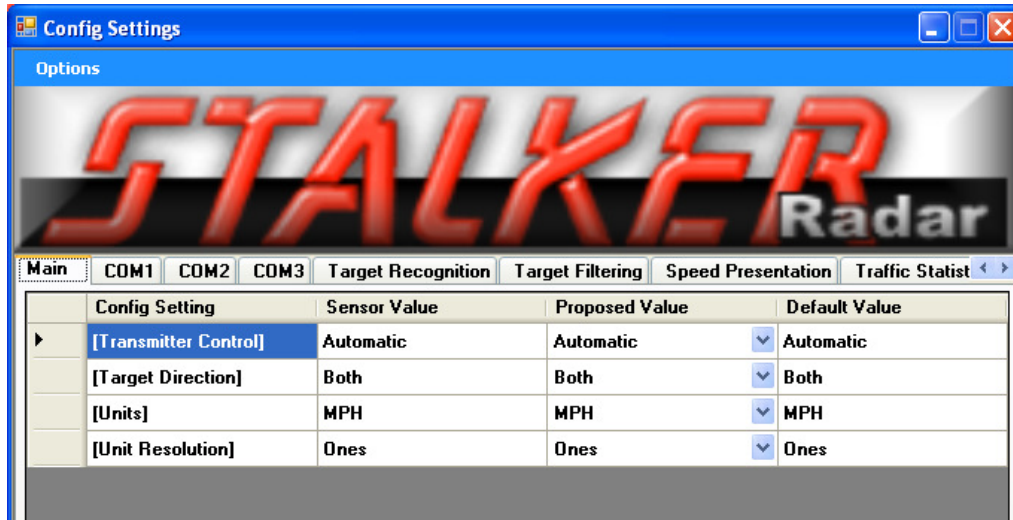 Config Settings
Options
STALKER
Radar
Main COM1 COM2 COM3 Target Recognition Target Filtering Speed Presentation Traffic Statist
Config Setting Sensor Value Proposed Value Default Value
[Transmitter Control] Automatic Automatic Automatic
[Target Direction] Both Both Both
[Units] MPH MPH MPH
[Unit Resolution] Ones Ones Ones